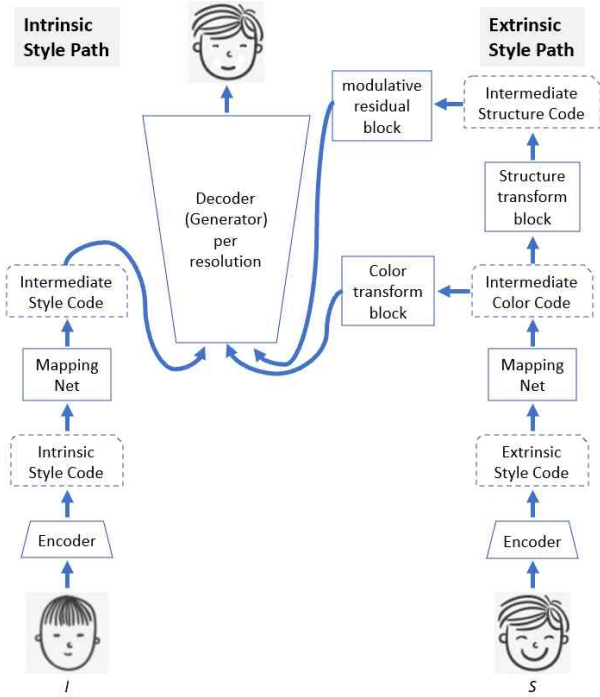 Intrinsic
Style Path
Extrinsic
Style Path
modulative
residual
block
Intermediate
Structure Code
Structure
transform
block
Decoder
(Generator)
per
resolution
Intermediate
Style Code
Color
transform
block
Intermediate
Color Code
Mapping
Net
Mapping
Net
Intrinsic
Style Code
Extrinsic
Style Code
Encoder
Encoder
I
S